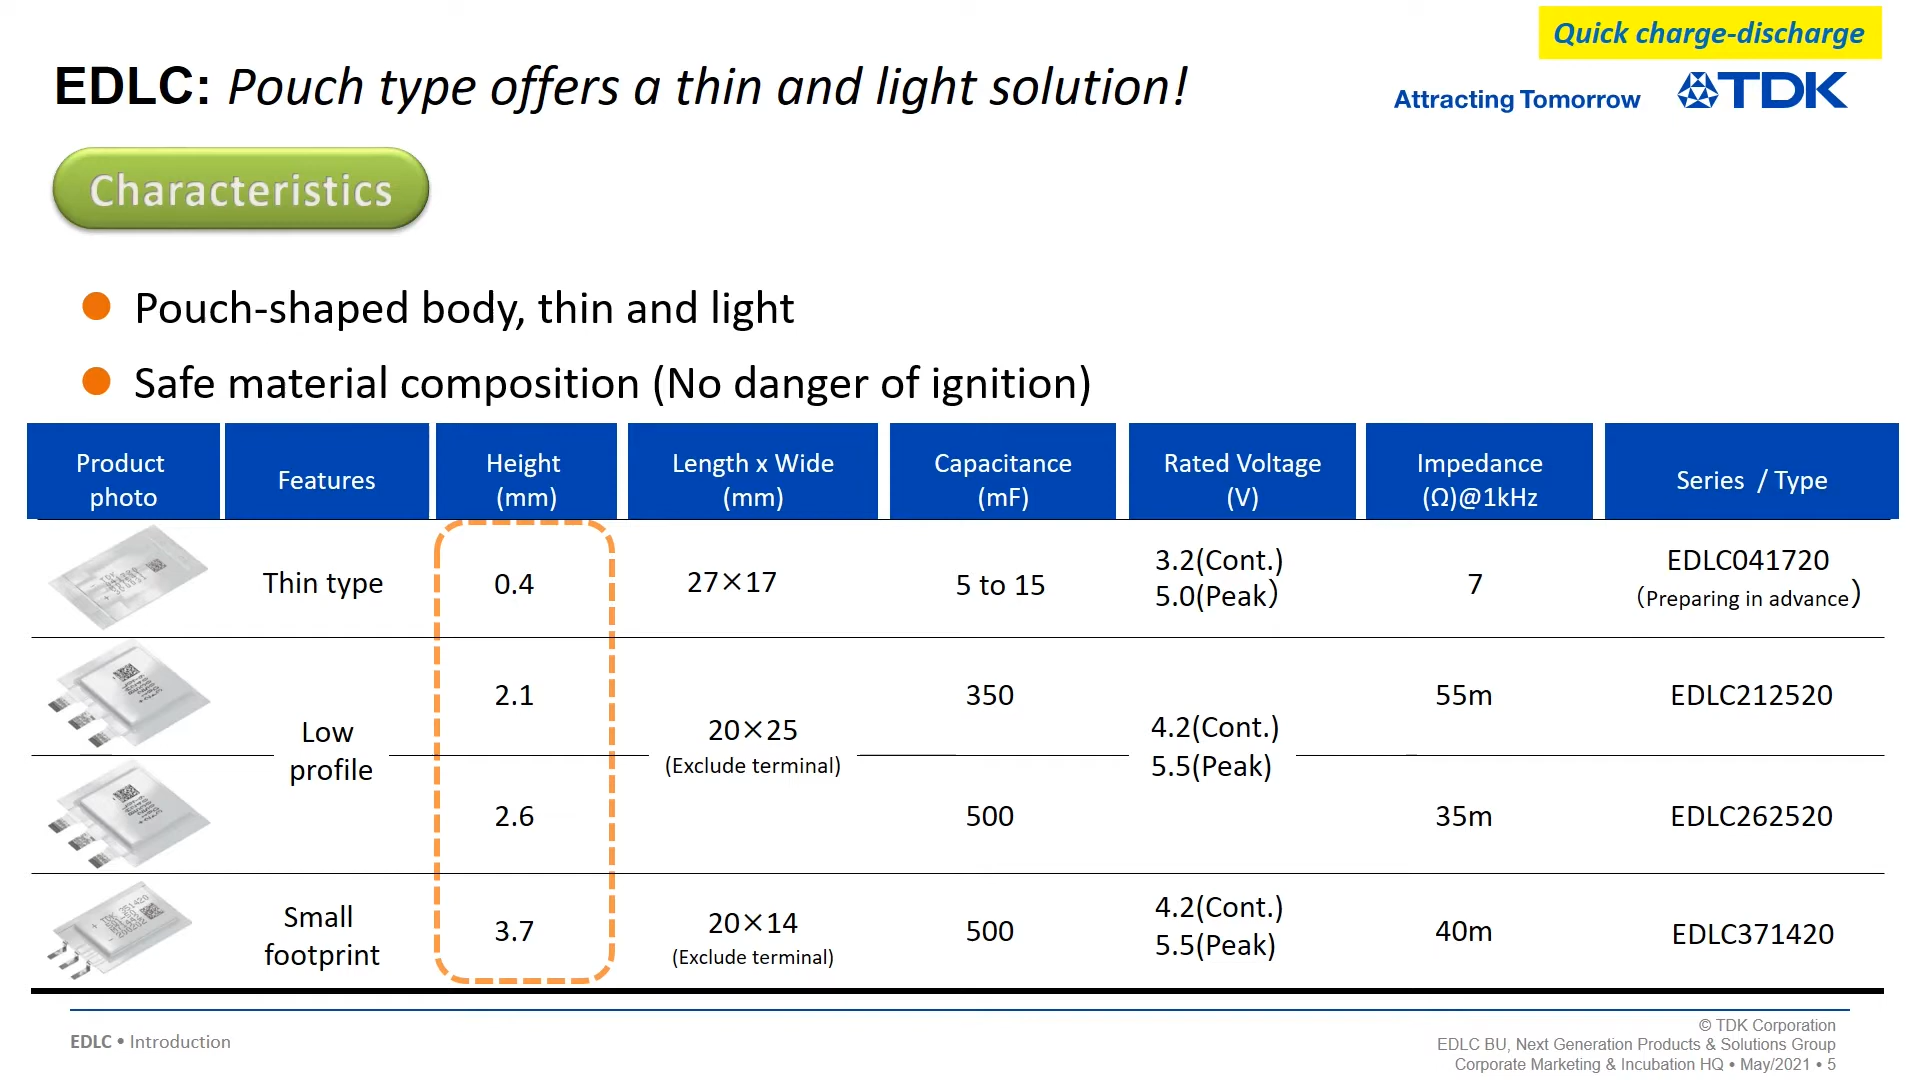 Quick charge-discharge
EDLC: Pouch type offers a thin and light solution!
Attracting Tomorrow TDK
Characteristics
Pouch-shaped body, thin and light
Safe material composition (No danger of ignition)
Product photo
Features
Height (mm)
Length x Wide (mm)
Capacitance (mF)
Rated Voltage (V)
Impedance (Ω)@1kHz
Series / Type
Thin type
0.4
27×17
5 to 15
3.2(Cont.)
5.0(Peak）
7
EDLC041720
（Preparing in advance）
Low profile
2.1
20×25
(Exclude terminal)
350
4.2(Cont.)
5.5(Peak)
55m
EDLC212520
2.6
500
35m
EDLC262520
Small footprint
3.7
20×14
(Exclude terminal)
500
4.2(Cont.)
5.5(Peak)
40m
EDLC371420
EDLC • Introduction
© TDK Corporation
EDLC BU, Next Generation Products & Solutions Group
Corporate Marketing & Incubation HQ • May/2021 • 5